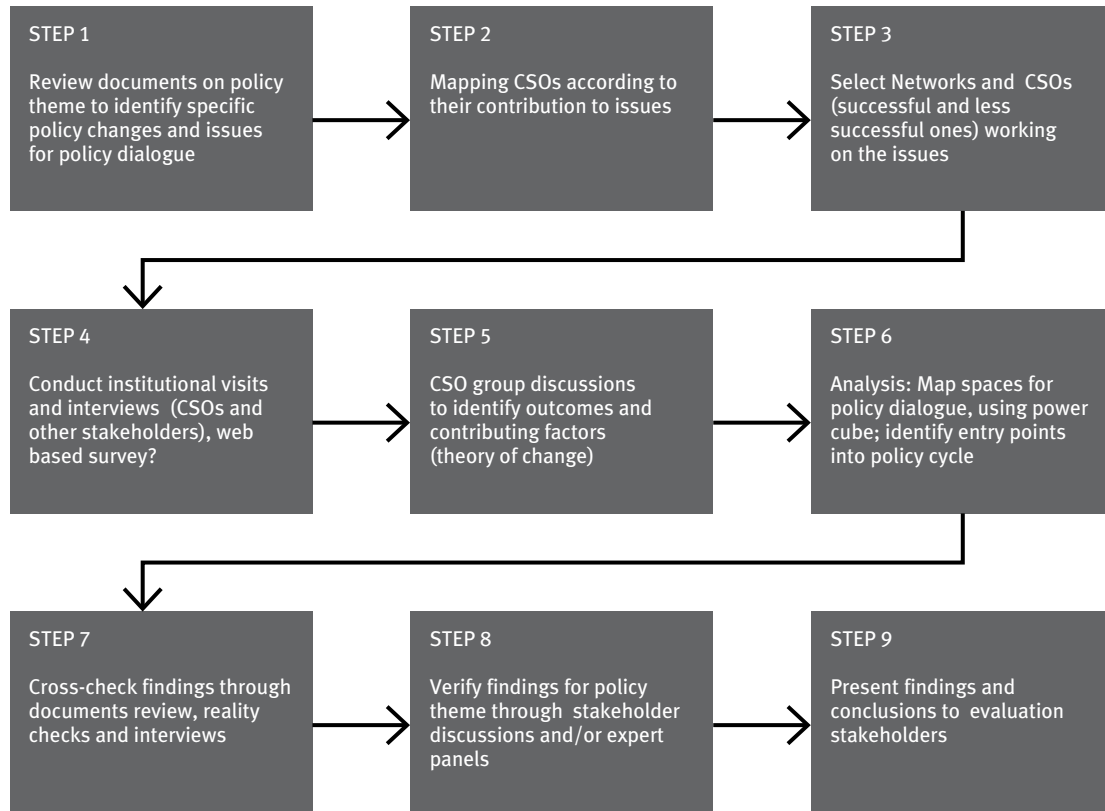 STEP 1
Review documents on policy
theme to identify specific
policy changes and issues
for policy dialogue
STEP 2
Mapping CSOs according to
their contribution to issues
STEP 3
Select Networks and CSOs
(successful and less
successful ones) working
on the issues
STEP 4
Conduct institutional visits
and interviews (CSOs and
other stakeholders), web
based survey?
STEP 5
CSO group discussions
to identify outcomes and
contributing factors
(theory of change)
STEP 6
Analysis: Map spaces for
policy dialogue, using power
cube; identify entry points
into policy cycle
STEP 7
Cross-check findings through
documents review, reality
checks and interviews
STEP 8
Verify findings for policy
theme through stakeholder
discussions and/or expert
panels
STEP 9
Present findings and
conclusions to evaluation
stakeholders